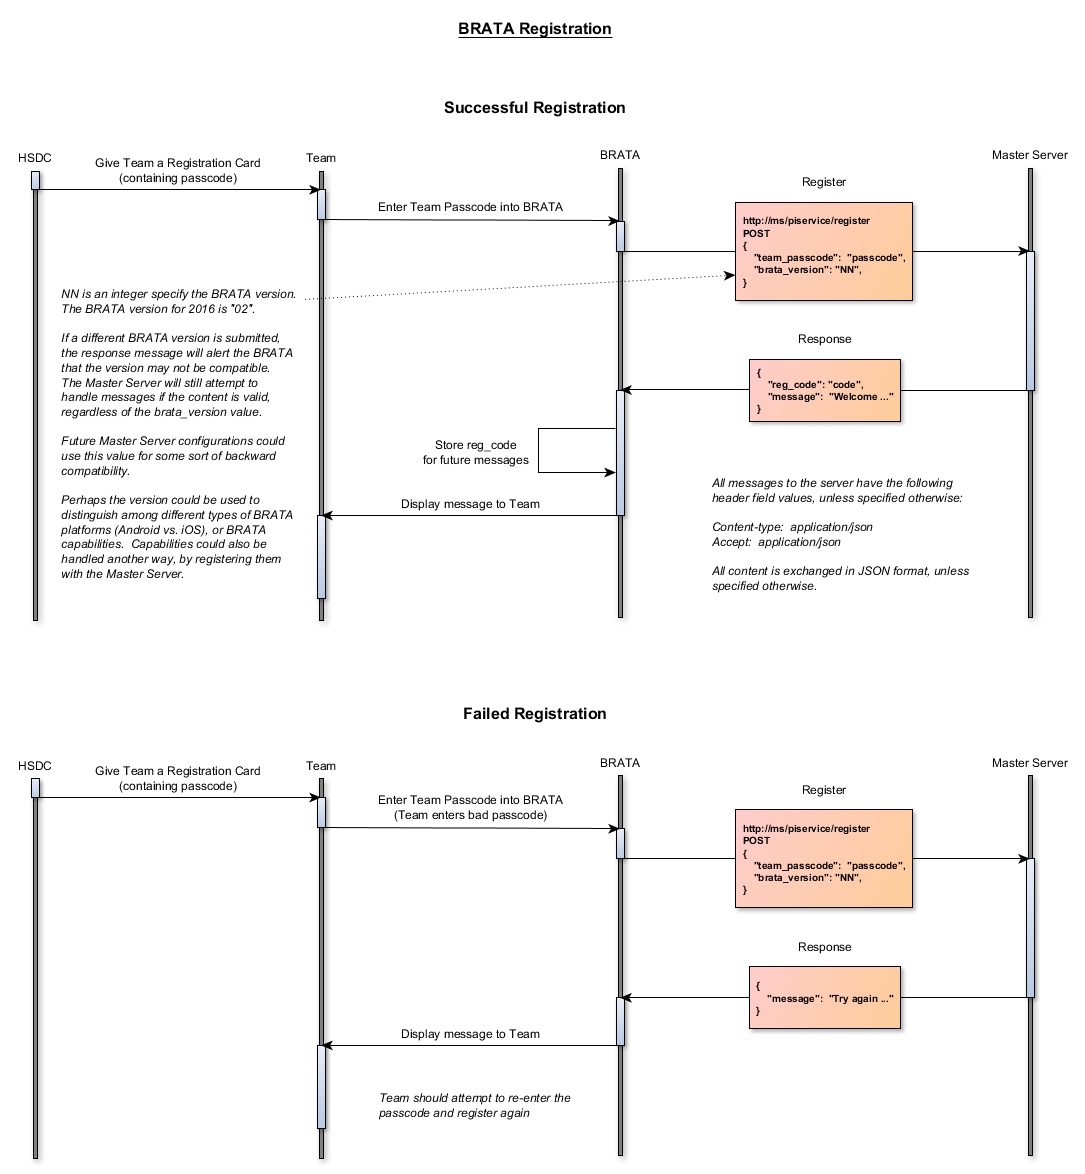 BRATA Registration
Successful Registration
HSDC
Give Team a Registration Card
(containing passcode)
Team
BRATA
Master Server
Enter Team Passcode into BRATA
Register
http://ms/piservice/register
POST
{
"team_passcode":  "passcode",
"brata_version": "NN",
}
NN is an integer specify the BRATA version.
The BRATA version for 2016 is "02".
If a different BRATA version is submitted,
the response message will alert the BRATA
that the version may not be compatible.
The Master Server will still attempt to
handle messages if the content is valid,
regardless of the brata_version value.
Future Master Server configurations could
use this value for some sort of backward
compatibility.
Perhaps the version could be used to
distinguish among different types of BRATA
platforms (Android vs. iOS), or BRATA
capabilities.  Capabilities could also be
handled another way, by registering them
with the Master Server.
Response
{
"reg_code": "code",
"message":  "Welcome ..."
}
Store reg_code
for future messages
Display message to Team
All messages to the server have the following
header field values, unless specified otherwise:
Content-type:  application/json
Accept:  application/json
All content is exchanged in JSON format, unless
specified otherwise.
Failed Registration
HSDC
Give Team a Registration Card
(containing passcode)
Team
BRATA
Master Server
Enter Team Passcode into BRATA
(Team enters bad passcode)
Register
http://ms/piservice/register
POST
{
"team_passcode":  "passcode",
"brata_version": "NN",
}
Response
{
"message":  "Try again ..."
}
Display message to Team
Team should attempt to re-enter the
passcode and register again